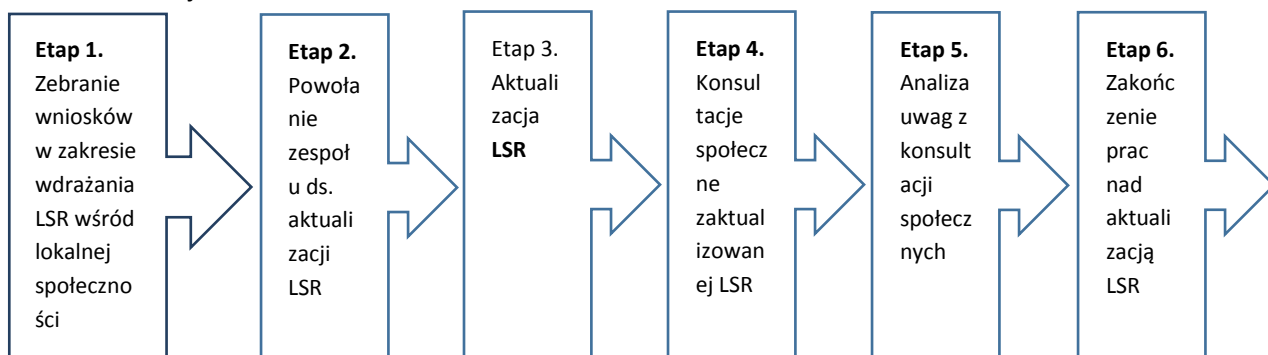 Etap 1.
Zebranie
wniosków
w zakresie
wdrażania
LSR wśród
lokalnej
społeczno
ści
Etap 2.
Powoła
nie
zespoł
u ds.
aktuali
zacji
LSR
Etap 3.
Aktuali
zacja
LSR
Etap 4.
Konsul
tacje
społecz
ne
zaktual
izowan
ej LSR
Etap 5.
Analiza
uwag z
konsult
acji
społecz
nych
Etap 6.
Zakońc
zenie
prac
nad
aktuali
zacją
LSR